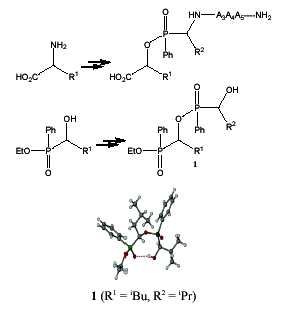 NH₂
HO₂C
R¹
O
P
Ph
HN
A₃A₄A₅----NH₂
R²
O
HO₂C
R¹
Ph
OH
EtO
P
R¹
O
O
P
OH
Ph
R²
O
Ph
EtO
P
R¹
O
1
1 (R¹ = ⁱBu, R² = ⁱPr)